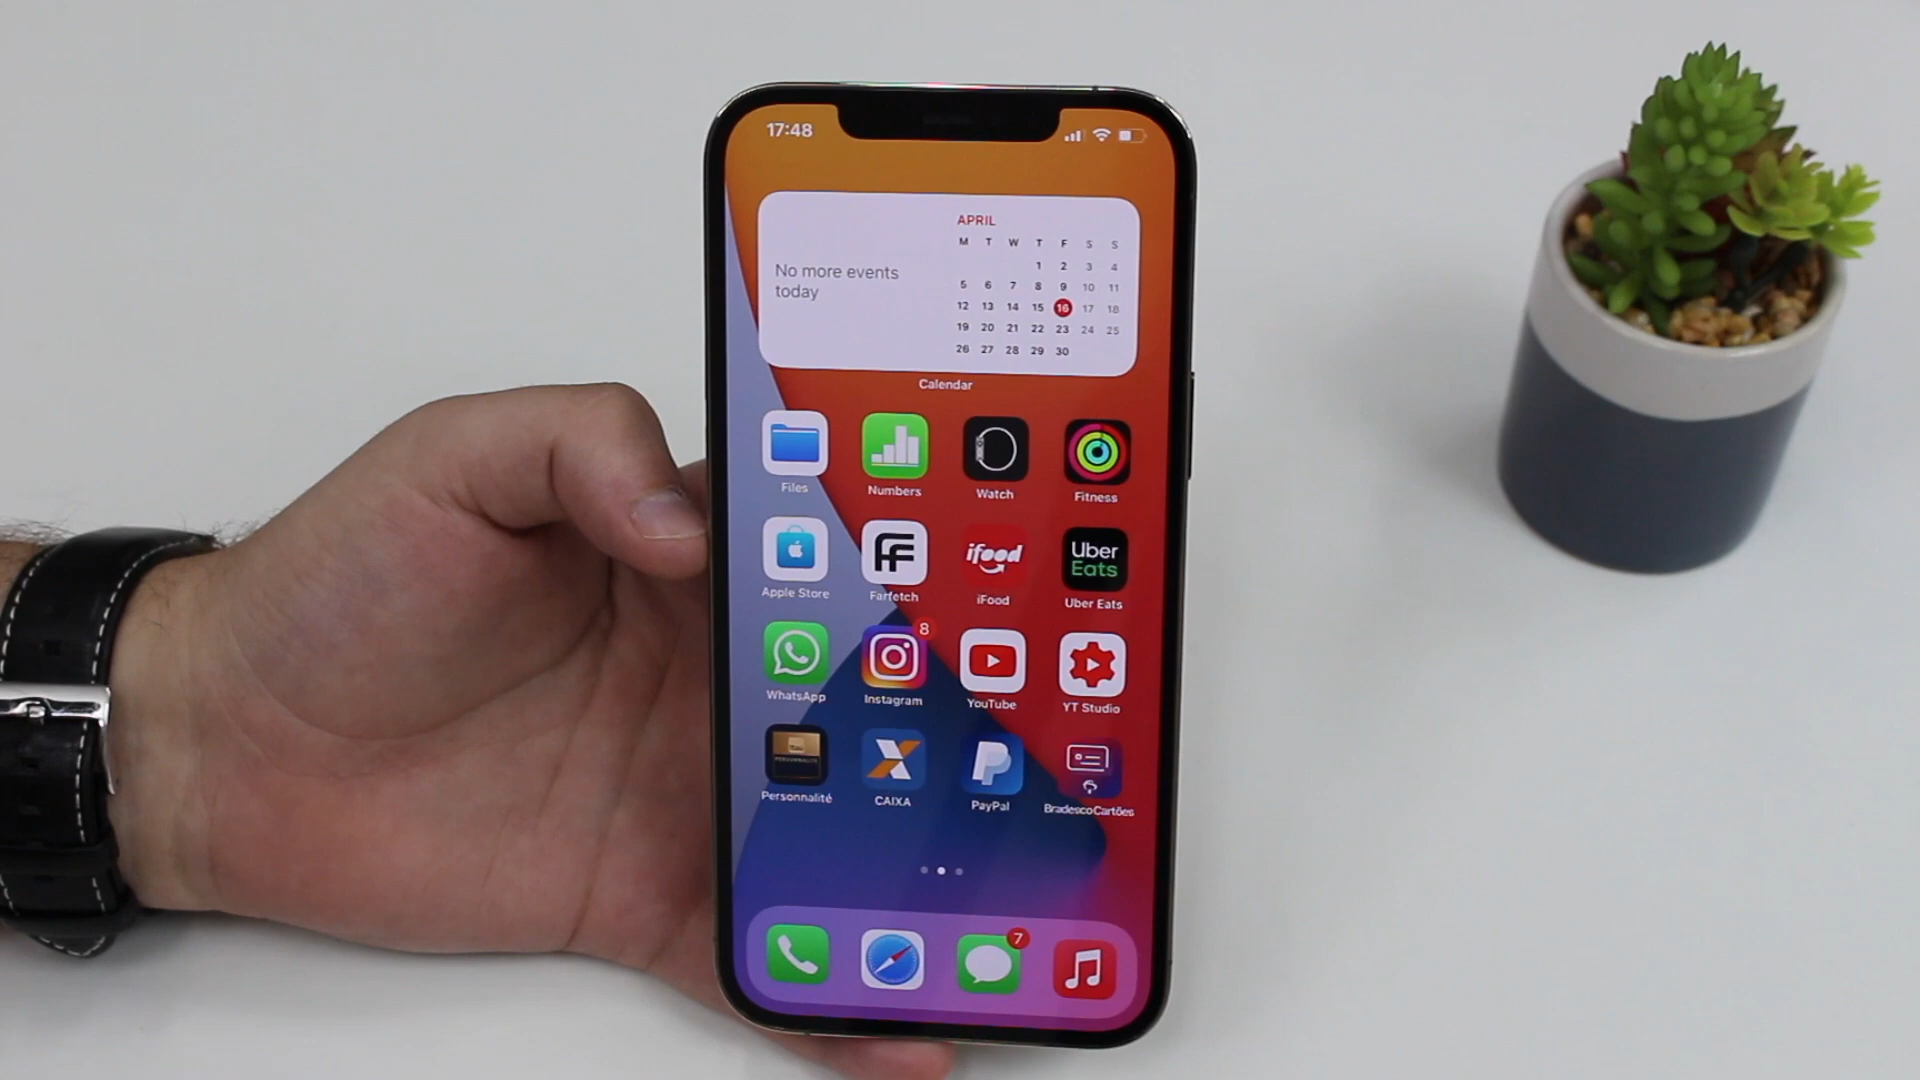 17:48
APRIL
M T W T F S S
1 2 3 4
5 6 7 8 9 10 11
12 13 14 15 16 17 18
19 20 21 22 23 24 25
26 27 28 29 30
No more events
today
Calendar
Files Numbers Watch Fitness
ifood Uber
Eats
Apple Store Farfetch iFood Uber Eats
8
WhatsApp Instagram YouTube YT Studio
Itaú
PERSONNALITÉ
Personnalité CAIXA PayPal BradescoCartões
7